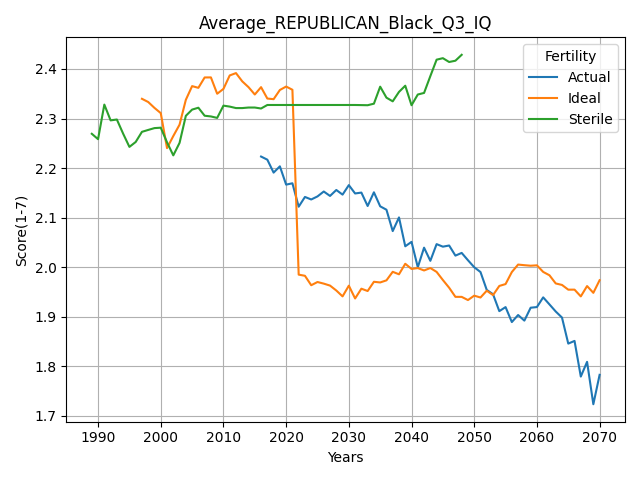 Average_REPUBLICAN_Black_Q3_IQ
Fertility
Actual
Ideal
Sterile
Score(1-7)
2.4
2.3
2.2
2.1
2.0
1.9
1.8
1.7
1990 2000 2010 2020 2030 2040 2050 2060 2070
Years